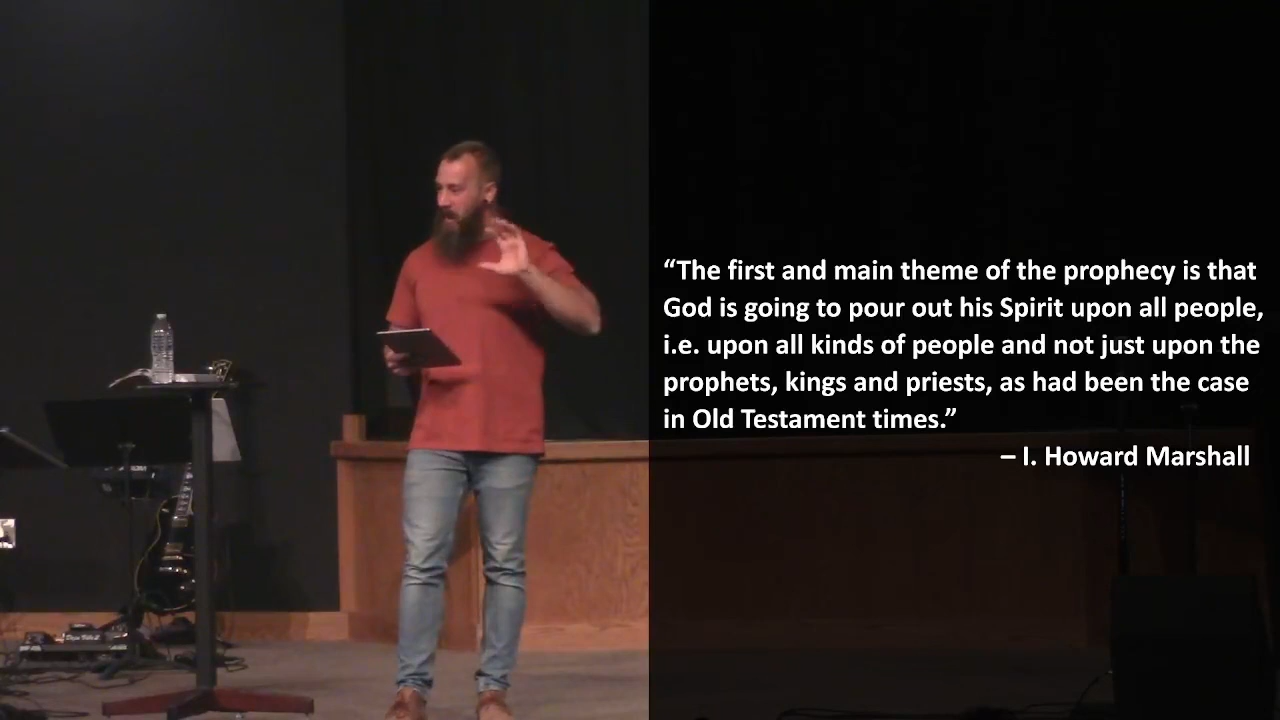 “The first and main theme of the prophecy is that
God is going to pour out his Spirit upon all people,
i.e. upon all kinds of people and not just upon the
prophets, kings and priests, as had been the case
in Old Testament times.”
– I. Howard Marshall